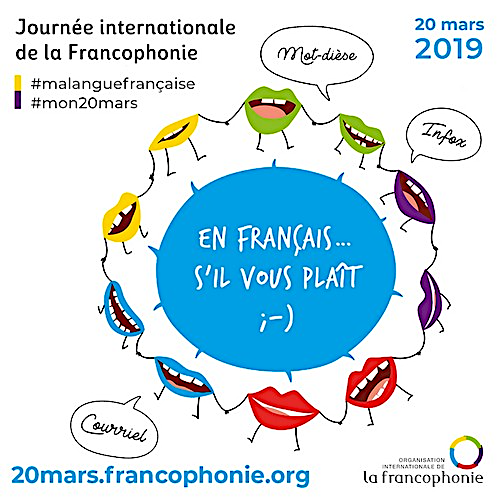 Journée internationale
de la Francophonie
20 mars
2019
#malanguefrançaise
#mon20mars
Mot-dièse
Infox
EN FRANÇAIS...
S'IL VOUS PLAÎT
;-)
Courriel
20mars.francophonie.org
ORGANISATION
INTERNATIONALE DE
la francophonie